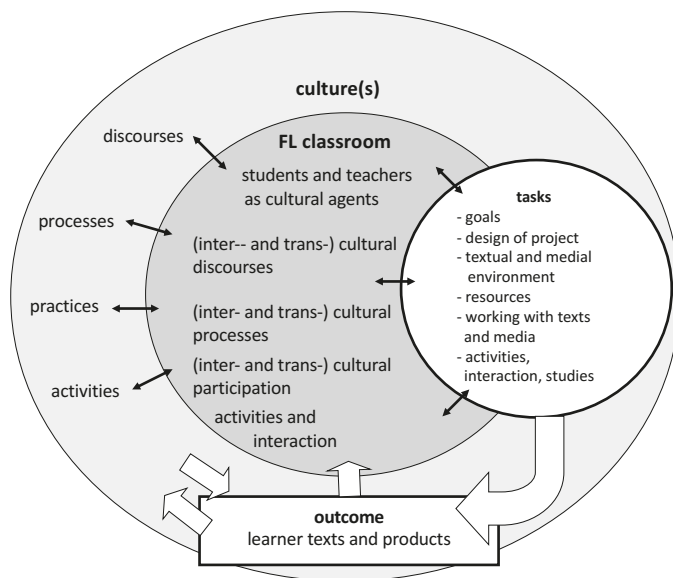 culture(s)
discourses
processes
practices
activities
FL classroom
students and teachers
as cultural agents
(inter-- and trans-) cultural
discourses
(inter- and trans-) cultural
processes
(inter- and trans-) cultural
participation
activities and
interaction
tasks
- goals
- design of project
- textual and medial
environment
- resources
- working with texts
and media
- activities,
interaction, studies
outcome
learner texts and products